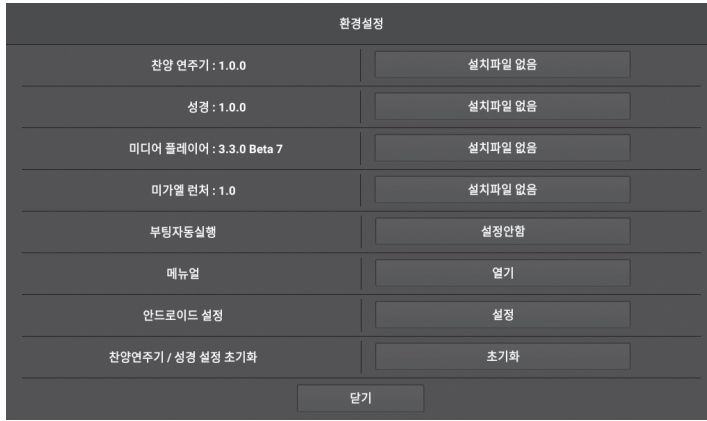 환경설정
찬양 연주기 : 1.0.0 설치파일 없음
성경 : 1.0.0 설치파일 없음
미디어 플레이어 : 3.3.0 Beta 7 설치파일 없음
미가엘 런처 : 1.0 설치파일 없음
부팅자동실행 설정안함
메뉴얼 열기
안드로이드 설정 설정
찬양연주기 / 성경 설정 초기화 초기화
닫기